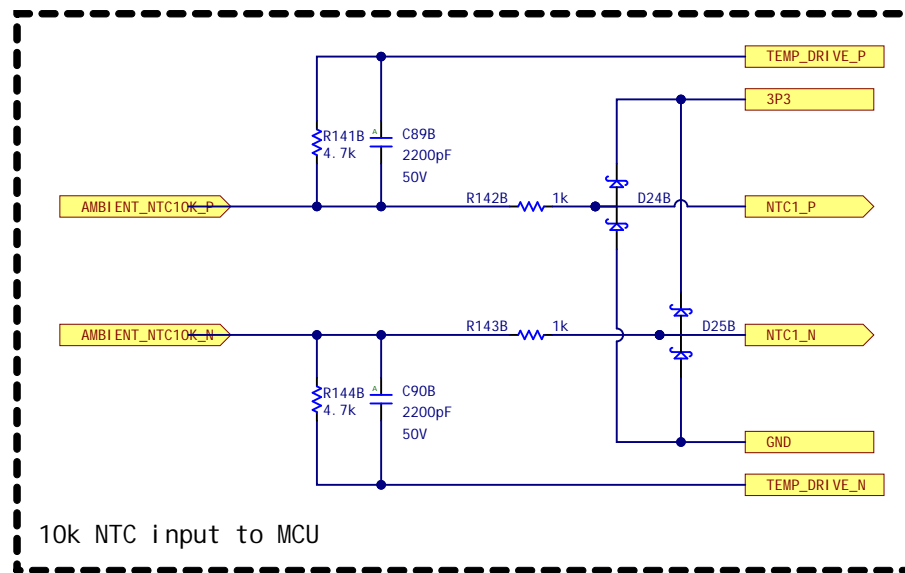 TEMP_DRIVE_P
3P3
R141B
4.7k
A
C89B
2200pF
50V
AMBIENT_NTC10K_P
R142B
1k
D24B
NTC1_P
AMBIENT_NTC10K_N
R143B
1k
D25B
NTC1_N
R144B
4.7k
A
C90B
2200pF
50V
GND
TEMP_DRIVE_N
10k NTC input to MCU